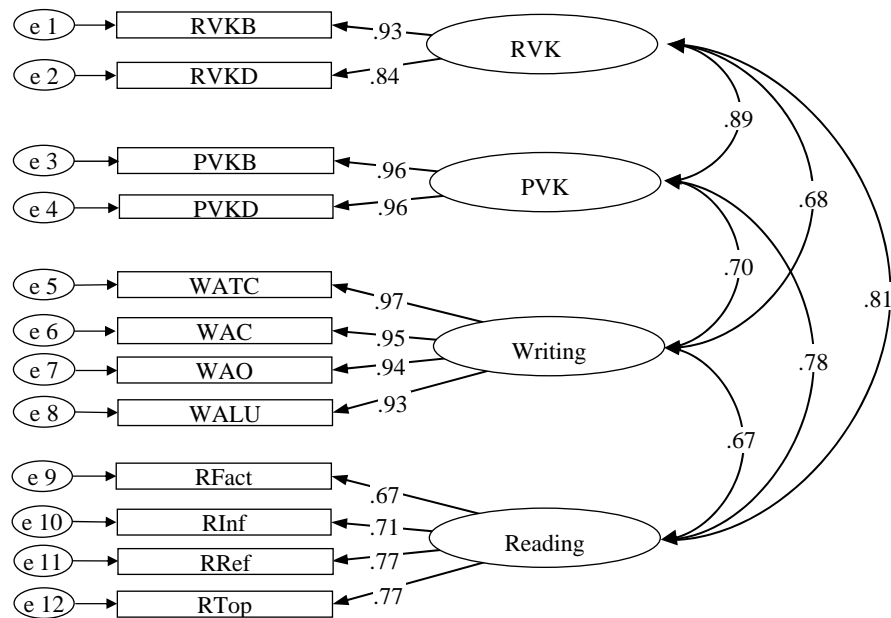 e 1 RVKB .93 RVK
e 2 RVKD .84
.89
e 3 PVKB .96 PVK
e 4 PVKD .96
.68
.70
e 5 WATC .97
.81
e 6 WAC .95 Writing
e 7 WAO .94 .78
e 8 WALU .93
.67
e 9 RFact .67
e 10 RInf .71 Reading
e 11 RRef .77
e 12 RTop .77